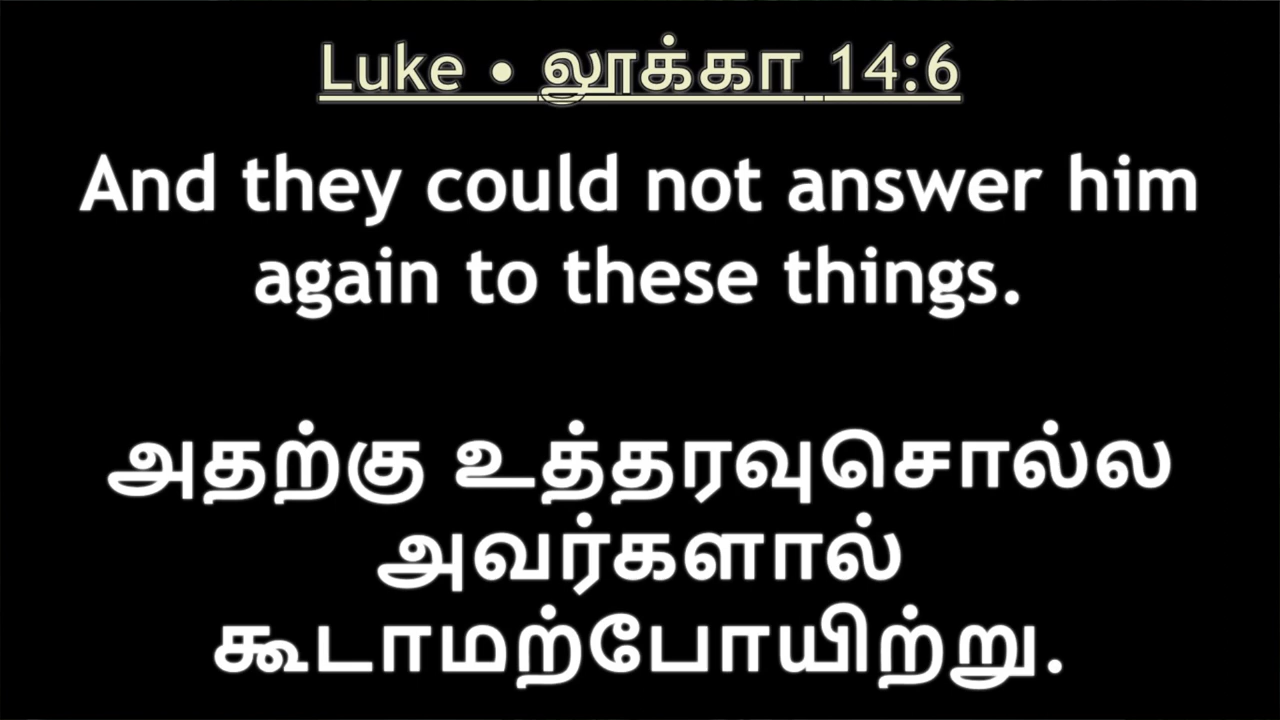 Luke • லூக்கா 14:6
And they could not answer him
again to these things.
அதற்கு உத்தரவுசொல்ல
அவர்களால்
கூடாமற்போயிற்று.